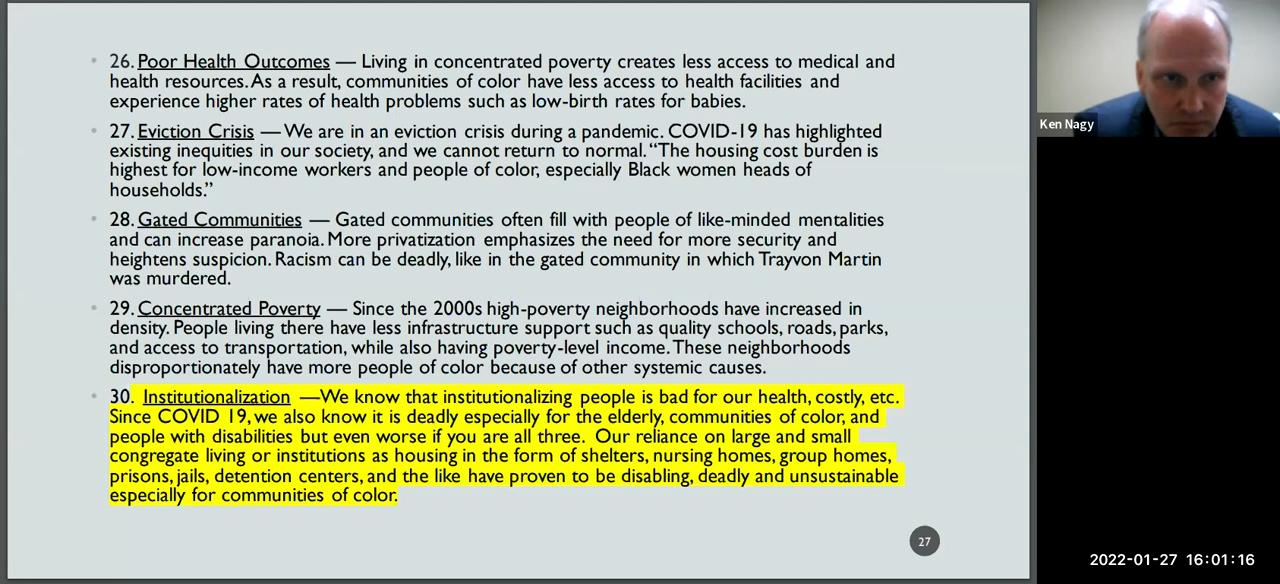 26. Poor Health Outcomes — Living in concentrated poverty creates less access to medical and
health resources. As a result, communities of color have less access to health facilities and
experience higher rates of health problems such as low-birth rates for babies.
27. Eviction Crisis — We are in an eviction crisis during a pandemic. COVID-19 has highlighted
existing inequities in our society, and we cannot return to normal. “The housing cost burden is
highest for low-income workers and people of color, especially Black women heads of
households.”
28. Gated Communities — Gated communities often fill with people of like-minded mentalities
and can increase paranoia. More privatization emphasizes the need for more security and
heightens suspicion. Racism can be deadly, like in the gated community in which Trayvon Martin
was murdered.
29. Concentrated Poverty — Since the 2000s high-poverty neighborhoods have increased in
density. People living there have less infrastructure support such as quality schools, roads, parks,
and access to transportation, while also having poverty-level income. These neighborhoods
disproportionately have more people of color because of other systemic causes.
30. Institutionalization —We know that institutionalizing people is bad for our health, costly, etc.
Since COVID 19, we also know it is deadly especially for the elderly, communities of color, and
people with disabilities but even worse if you are all three. Our reliance on large and small
congregate living or institutions as housing in the form of shelters, nursing homes, group homes,
prisons, jails, detention centers, and the like have proven to be disabling, deadly and unsustainable
especially for communities of color.
27
Ken Nagy
2022-01-27 16:01:16